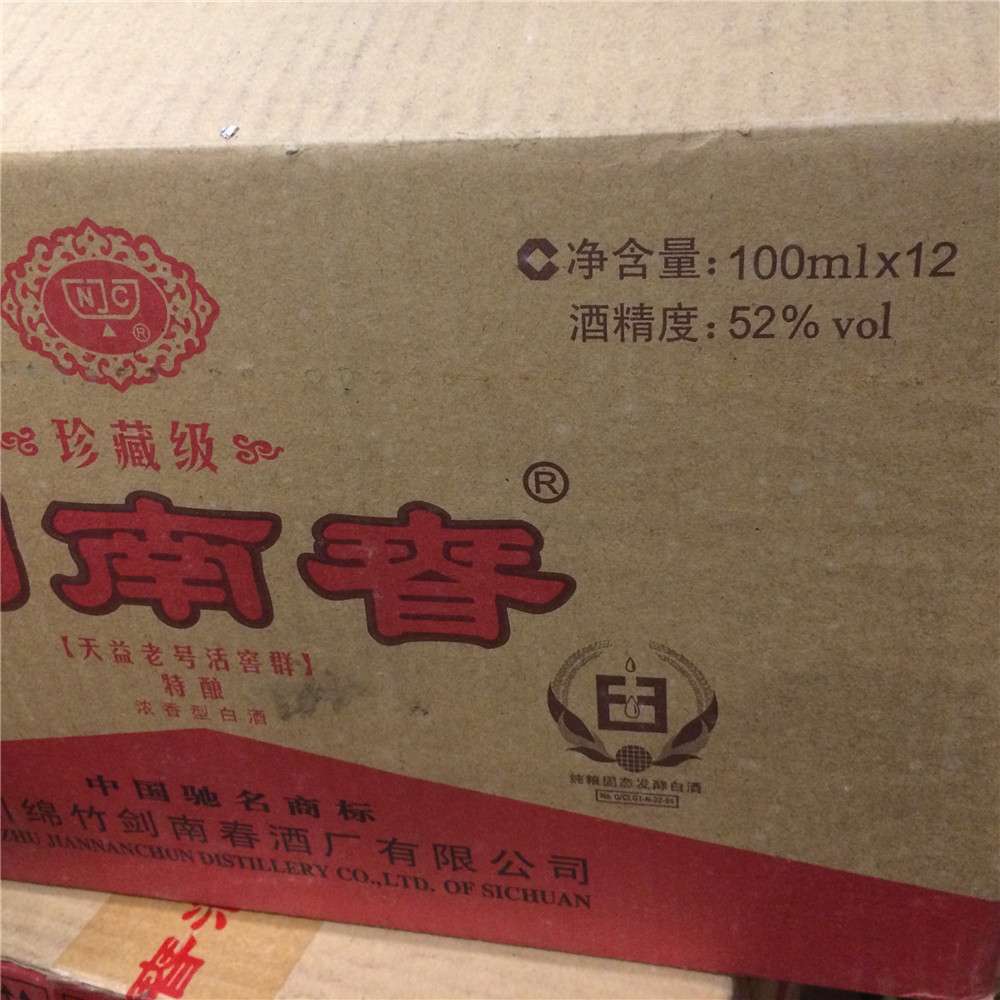 净含量：100mlx12
酒精度：52% vol
NJC
®
珍藏级
南春®
【天益老号活窖群】
特酿
浓香型白酒
纯粮固态发酵白酒
中国驰名商标
绵竹剑南春酒厂有限公司
ZHU JIANNANCHUN DISTILLERY CO.,LTD. OF SICHUAN